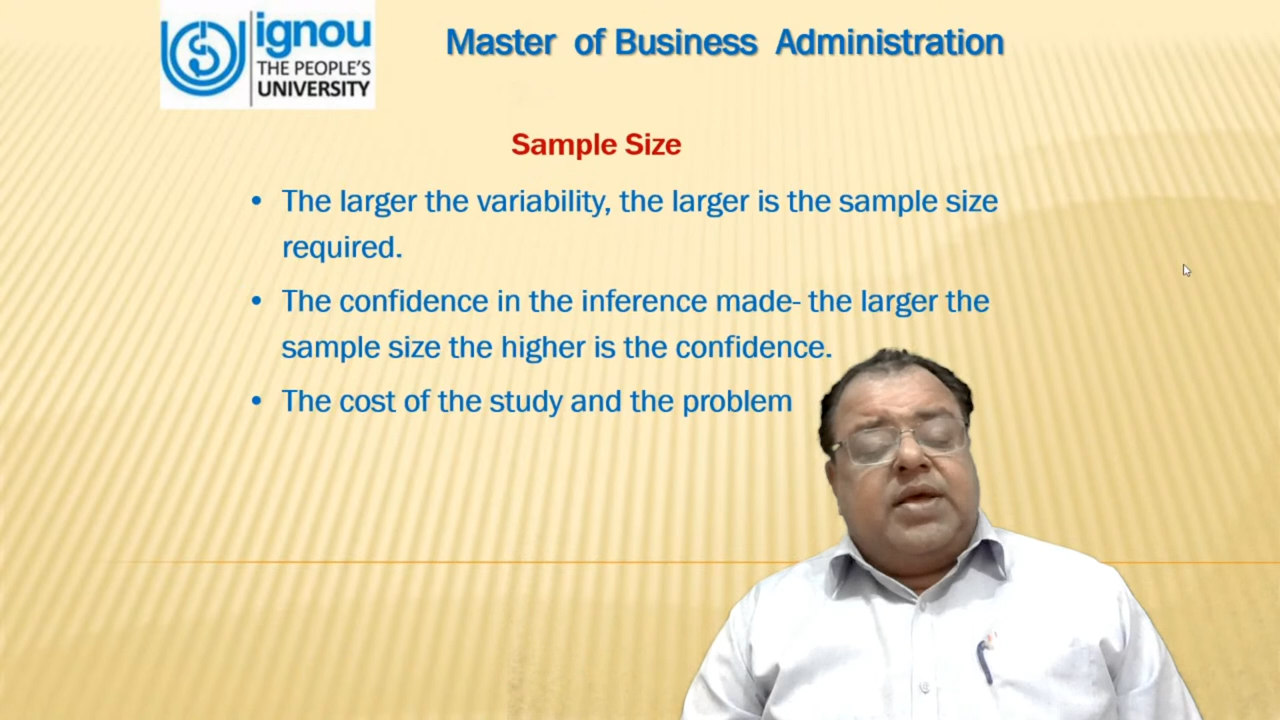 ignou
THE PEOPLE'S
UNIVERSITY
Master of Business Administration
Sample Size
• The larger the variability, the larger is the sample size
required.
• The confidence in the inference made- the larger the
sample size the higher is the confidence.
• The cost of the study and the problem